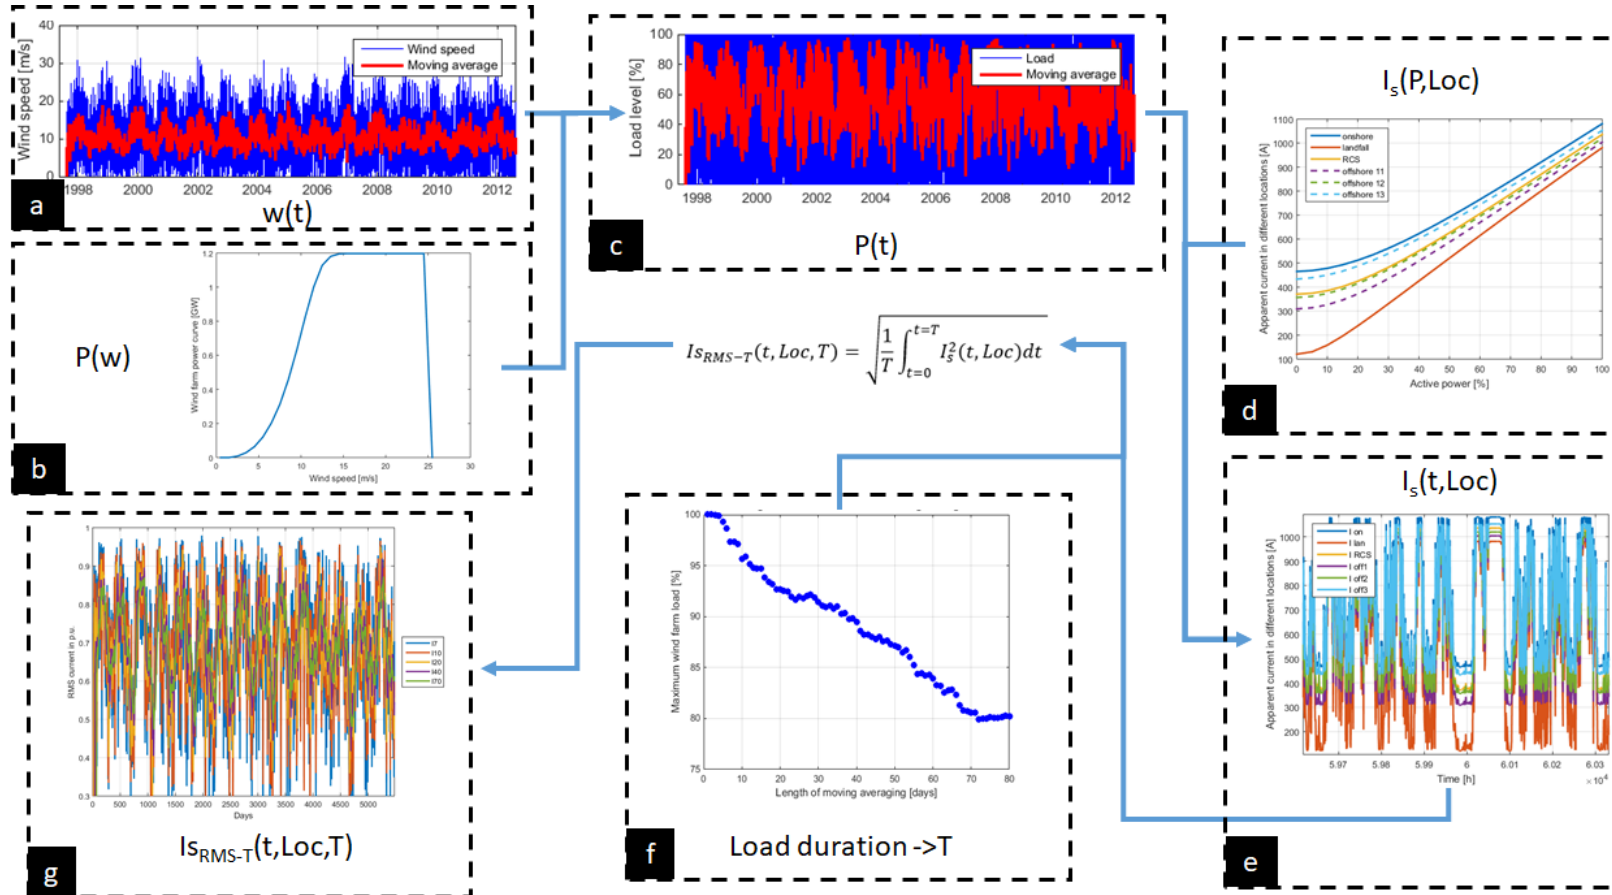 40
30
20
10
0
Wind speed [m/s]
Wind speed
Moving average
1998 2000 2002 2004 2006 2008 2010 2012
a
w(t)
100
80
60
40
20
0
Load level [%]
Load
Moving average
1998 2000 2002 2004 2006 2008 2010 2012
c
P(t)
Is(P,Loc)
1100
1000
900
800
700
600
500
400
300
200
100
Apparent current in different locations [A]
onshore
landfall
RCS
offshore 11
offshore 12
offshore 13
0 10 20 30 40 50 60 70 80 90 100
Active power [%]
d
P(w)
1.2
1
0.8
0.6
0.4
0.2
0
Wind farm power curve [GW]
0 5 10 15 20 25 30
Wind speed [m/s]
b
IsRMS−T(t, Loc, T) = √ 1/T ∫t=0 t=T Is²(t, Loc)dt
Is(t,Loc)
1000
900
800
700
600
500
400
300
200
Apparent current in different locations [A]
I on
I lan
I RCS
I off1
I off2
I off3
5.97 5.98 5.99 6 6.01 6.02 6.03
Time [h]
×10⁴
e
100
95
90
85
80
75
Maximum wind farm load [%]
0 10 20 30 40 50 60 70 80
Length of moving averaging [days]
f
Load duration ->T
1
0.9
0.8
0.7
0.6
0.5
0.4
0.3
RMS current in p.u.
I7
I10
I20
I40
I70
0 500 1000 1500 2000 2500 3000 3500 4000 4500 5000
Days
g
IsRMS-T(t,Loc,T)